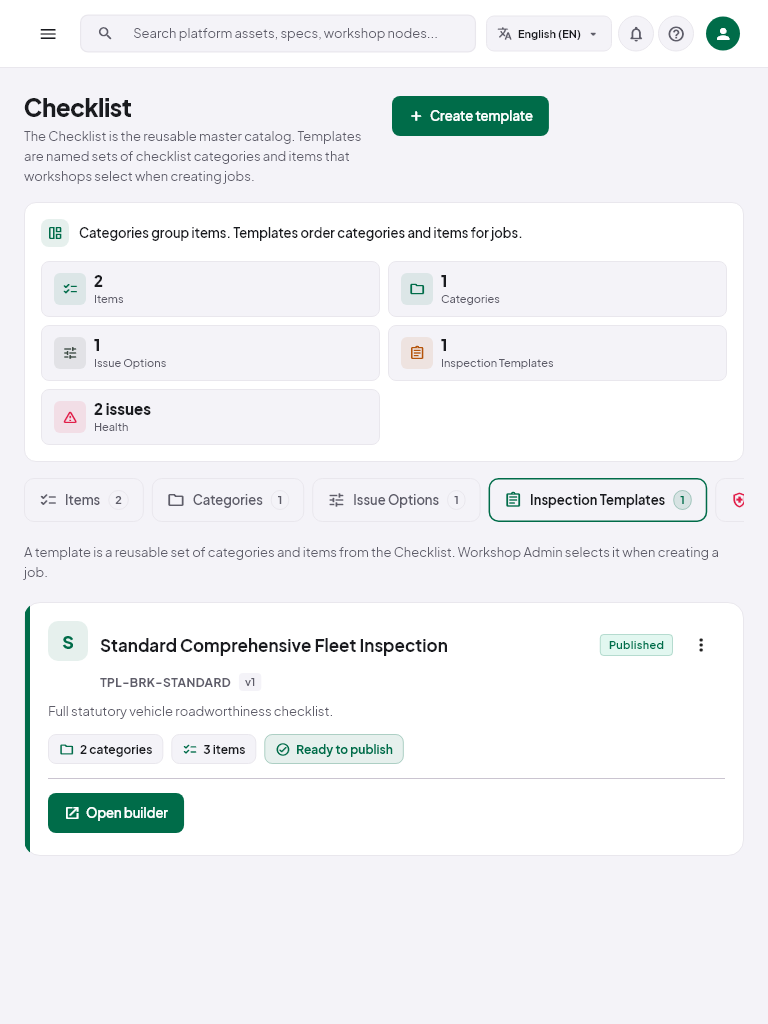 Search platform assets, specs, workshop nodes...
English (EN)
Checklist
The Checklist is the reusable master catalog. Templates
are named sets of checklist categories and items that
workshops select when creating jobs.
Create template
Categories group items. Templates order categories and items for jobs.
2
Items
1
Categories
1
Issue Options
1
Inspection Templates
2 issues
Health
Items 2
Categories 1
Issue Options 1
Inspection Templates 1
A template is a reusable set of categories and items from the Checklist. Workshop Admin selects it when creating a
job.
S
Standard Comprehensive Fleet Inspection
Published
TPL-BRK-STANDARD v1
Full statutory vehicle roadworthiness checklist.
2 categories
3 items
Ready to publish
Open builder